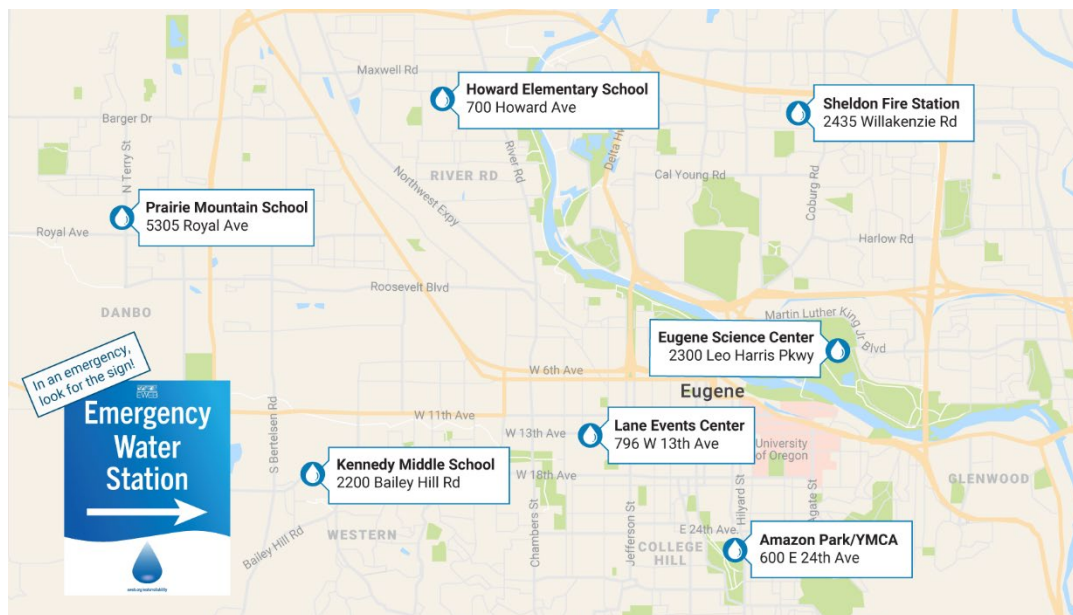 Maxwell Rd
Howard Elementary School
700 Howard Ave
Sheldon Fire Station
2435 Willakenzie Rd
Barger Dr
N Terry St
RIVER RD
River Rd
Delta Hw
Northwest Expy
Cal Young Rd
Coburg Rd
Prairie Mountain School
5305 Royal Ave
Royal Ave
Harlow Rd
Roosevelt Blvd
DANBO
Martin Luther King Jr Blvd
Eugene Science Center
2300 Leo Harris Pkwy
In an emergency,
look for the sign!
W 6th Ave
Eugene
EWEB
Emergency
Water
Station
W 11th Ave
Lane Events Center
796 W 13th Ave
W 13th Ave
University
of Oregon
S Bertelsen Rd
Kennedy Middle School
2200 Bailey Hill Rd
W 18th Ave
GLENWOOD
Hilyard St
Agate St
Chambers St
Jefferson St
E 24th Ave
Bailey Hill Rd
WESTERN
COLLEGE
HILL
Amazon Park/YMCA
600 E 24th Ave